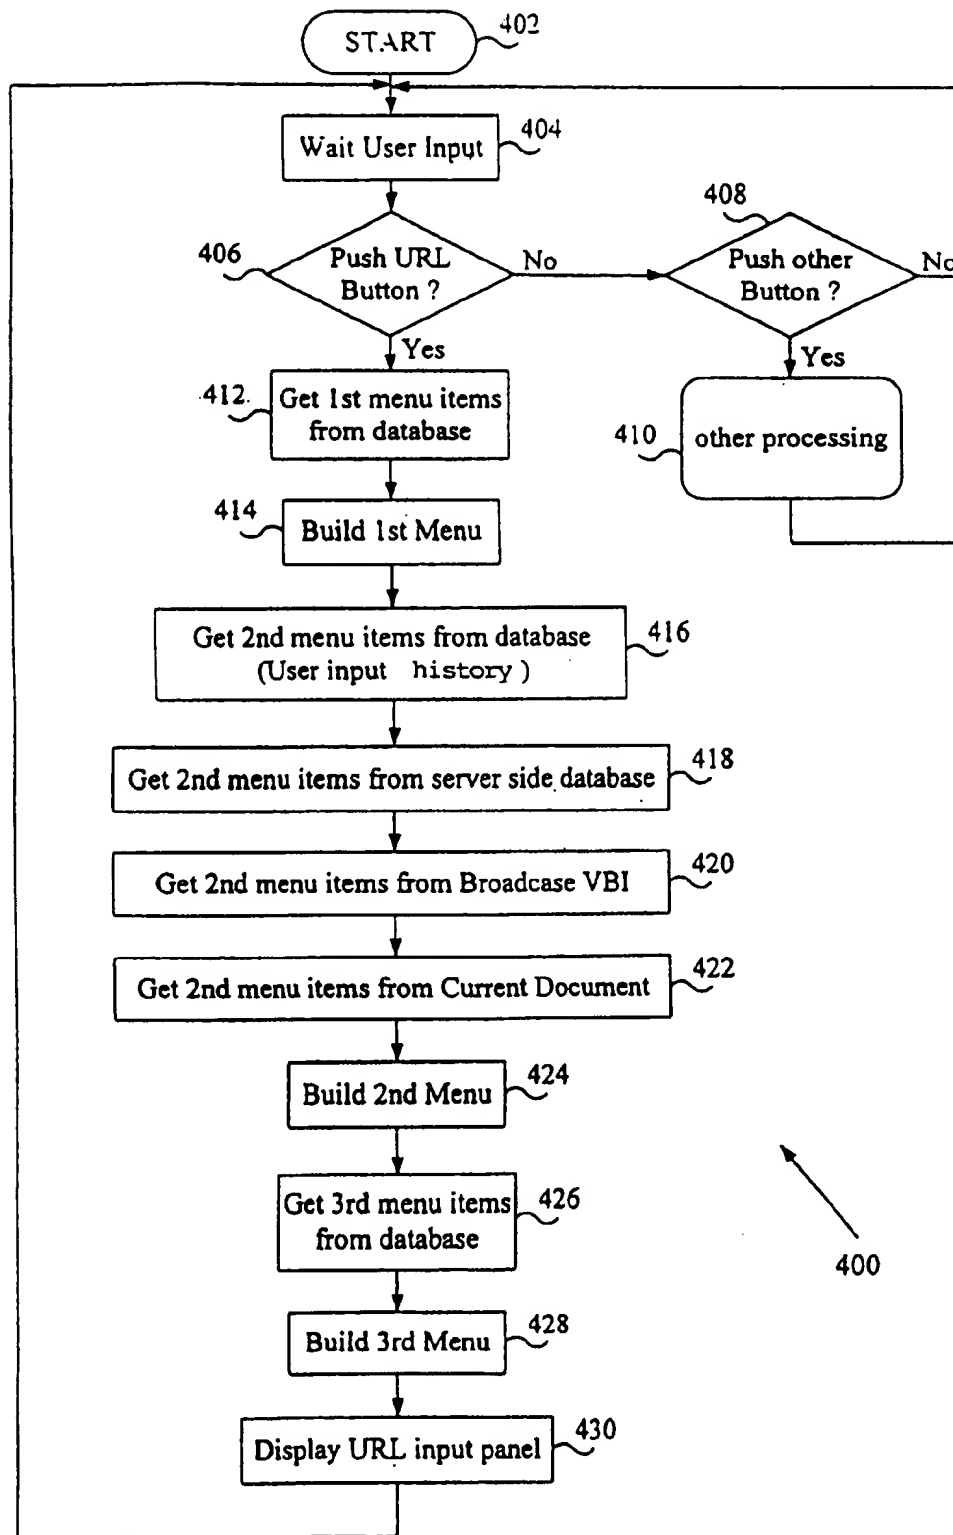 START
402
Wait User Input
404
406
Push URL
Button ?
No
408
Push other
Button ?
No
Yes
Yes
412
Get 1st menu items
from database
410
other processing
414
Build 1st Menu
Get 2nd menu items from database
(User input history )
416
Get 2nd menu items from server side database
418
Get 2nd menu items from Broadcase VBI
420
Get 2nd menu items from Current Document
422
Build 2nd Menu
424
Get 3rd menu items
from database
426
400
Build 3rd Menu
428
Display URL input panel
430